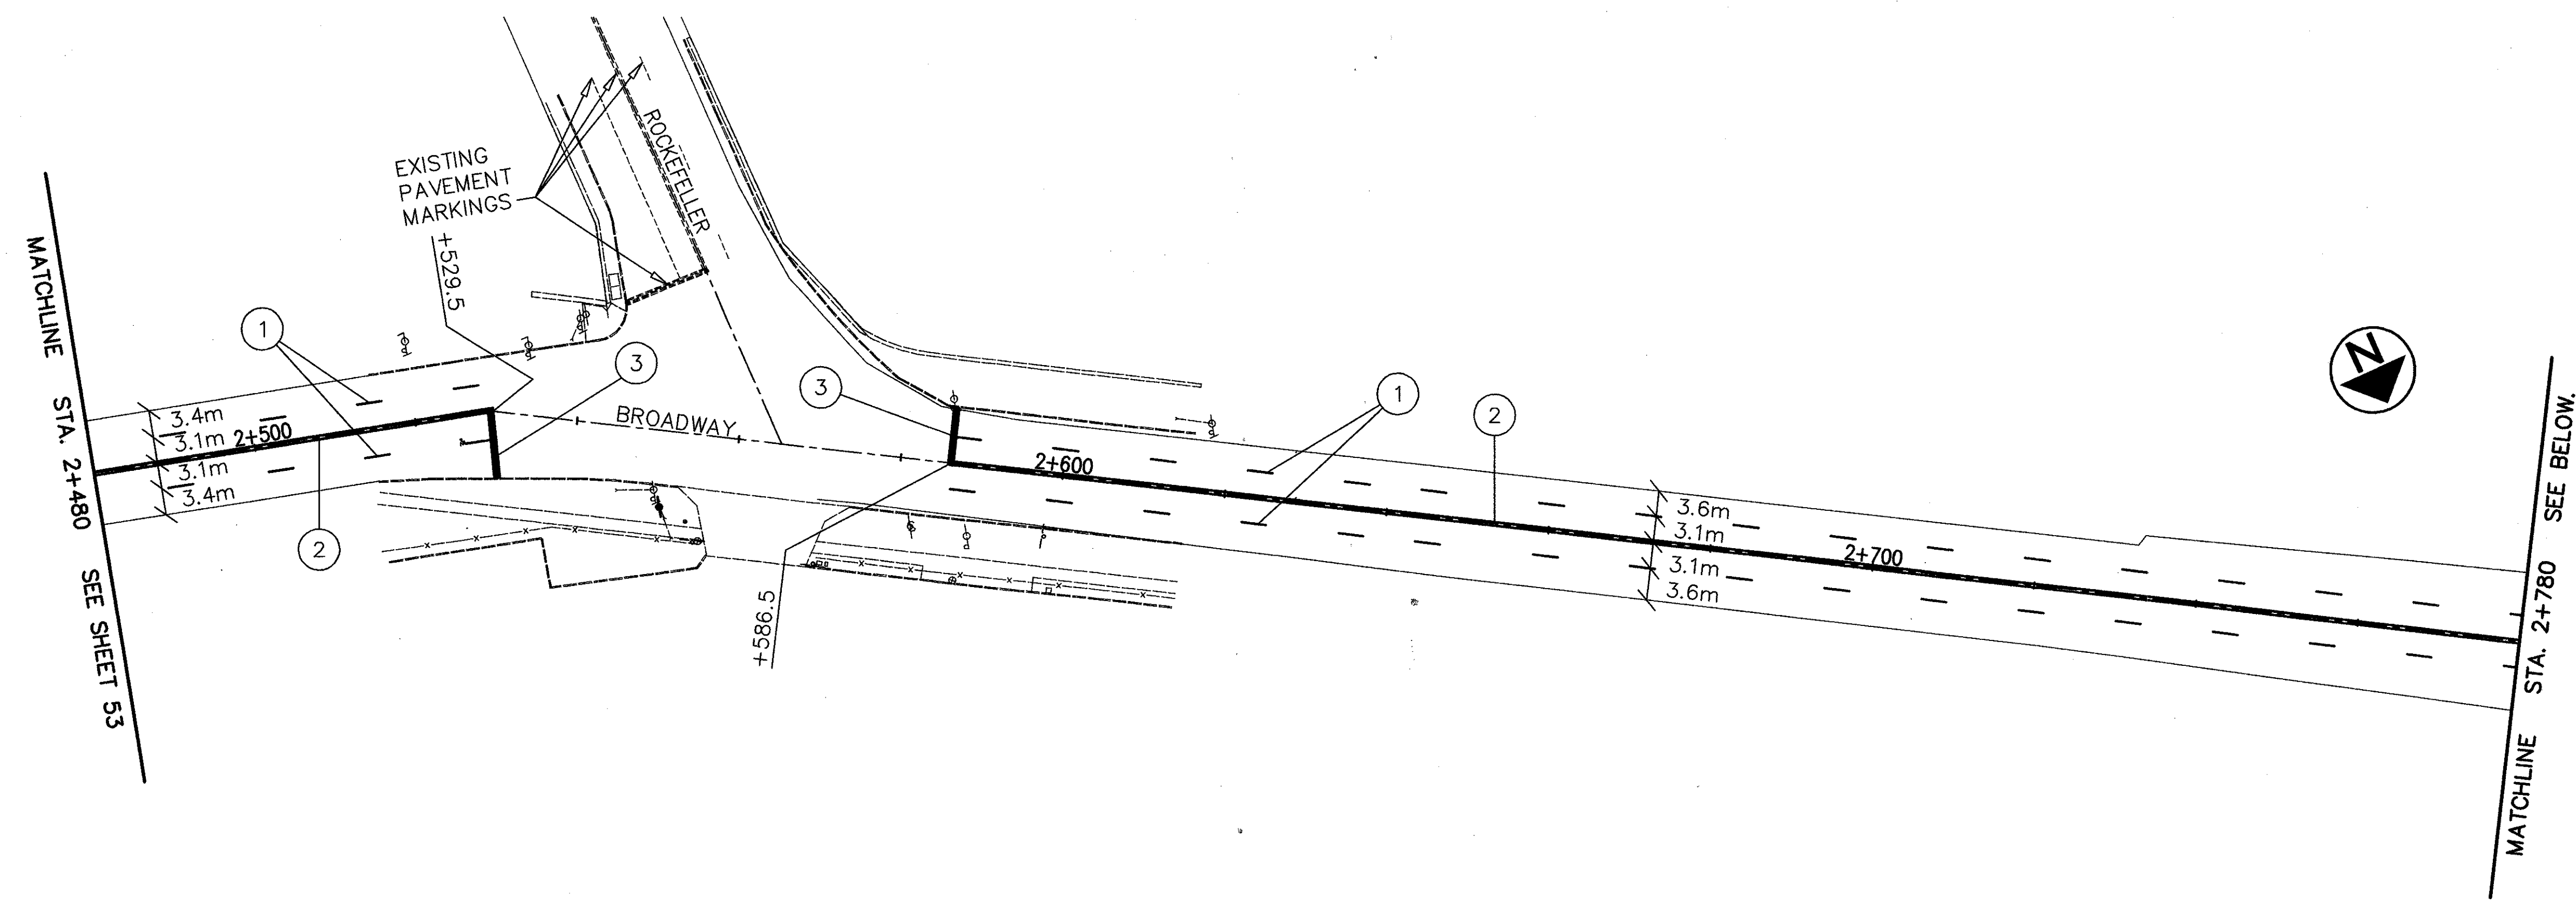 EXISTING
PAVEMENT
MARKINGS
ROCKEFELLER
+529.5
MATCHLINE STA. 2+480 SEE SHEET 53
1
3
3
1
2
N
3.4m
3.1m
2+500
3.1m
3.4m
2
BROADWAY
2+600
+586.5
3.6m
3.1m
3.1m
3.6m
2+700
MATCHLINE STA. 2+780 SEE BELOW.